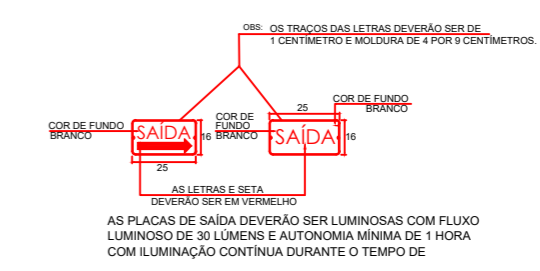 OBS: OS TRAÇOS DAS LETRAS DEVERÃO SER DE
1 CENTÍMETRO E MOLDURA DE 4 POR 9 CENTÍMETROS.
25
COR DE FUNDO
BRANCO
COR DE
FUNDO
BRANCO
COR DE FUNDO
BRANCO
SAÍDA
16
SAÍDA
16
25
AS LETRAS E SETA
DEVERÃO SER EM VERMELHO
AS PLACAS DE SAÍDA DEVERÃO SER LUMINOSAS COM FLUXO
LUMINOSO DE 30 LÚMENS E AUTONOMIA MÍNIMA DE 1 HORA
COM ILUMINAÇÃO CONTÍNUA DURANTE O TEMPO DE